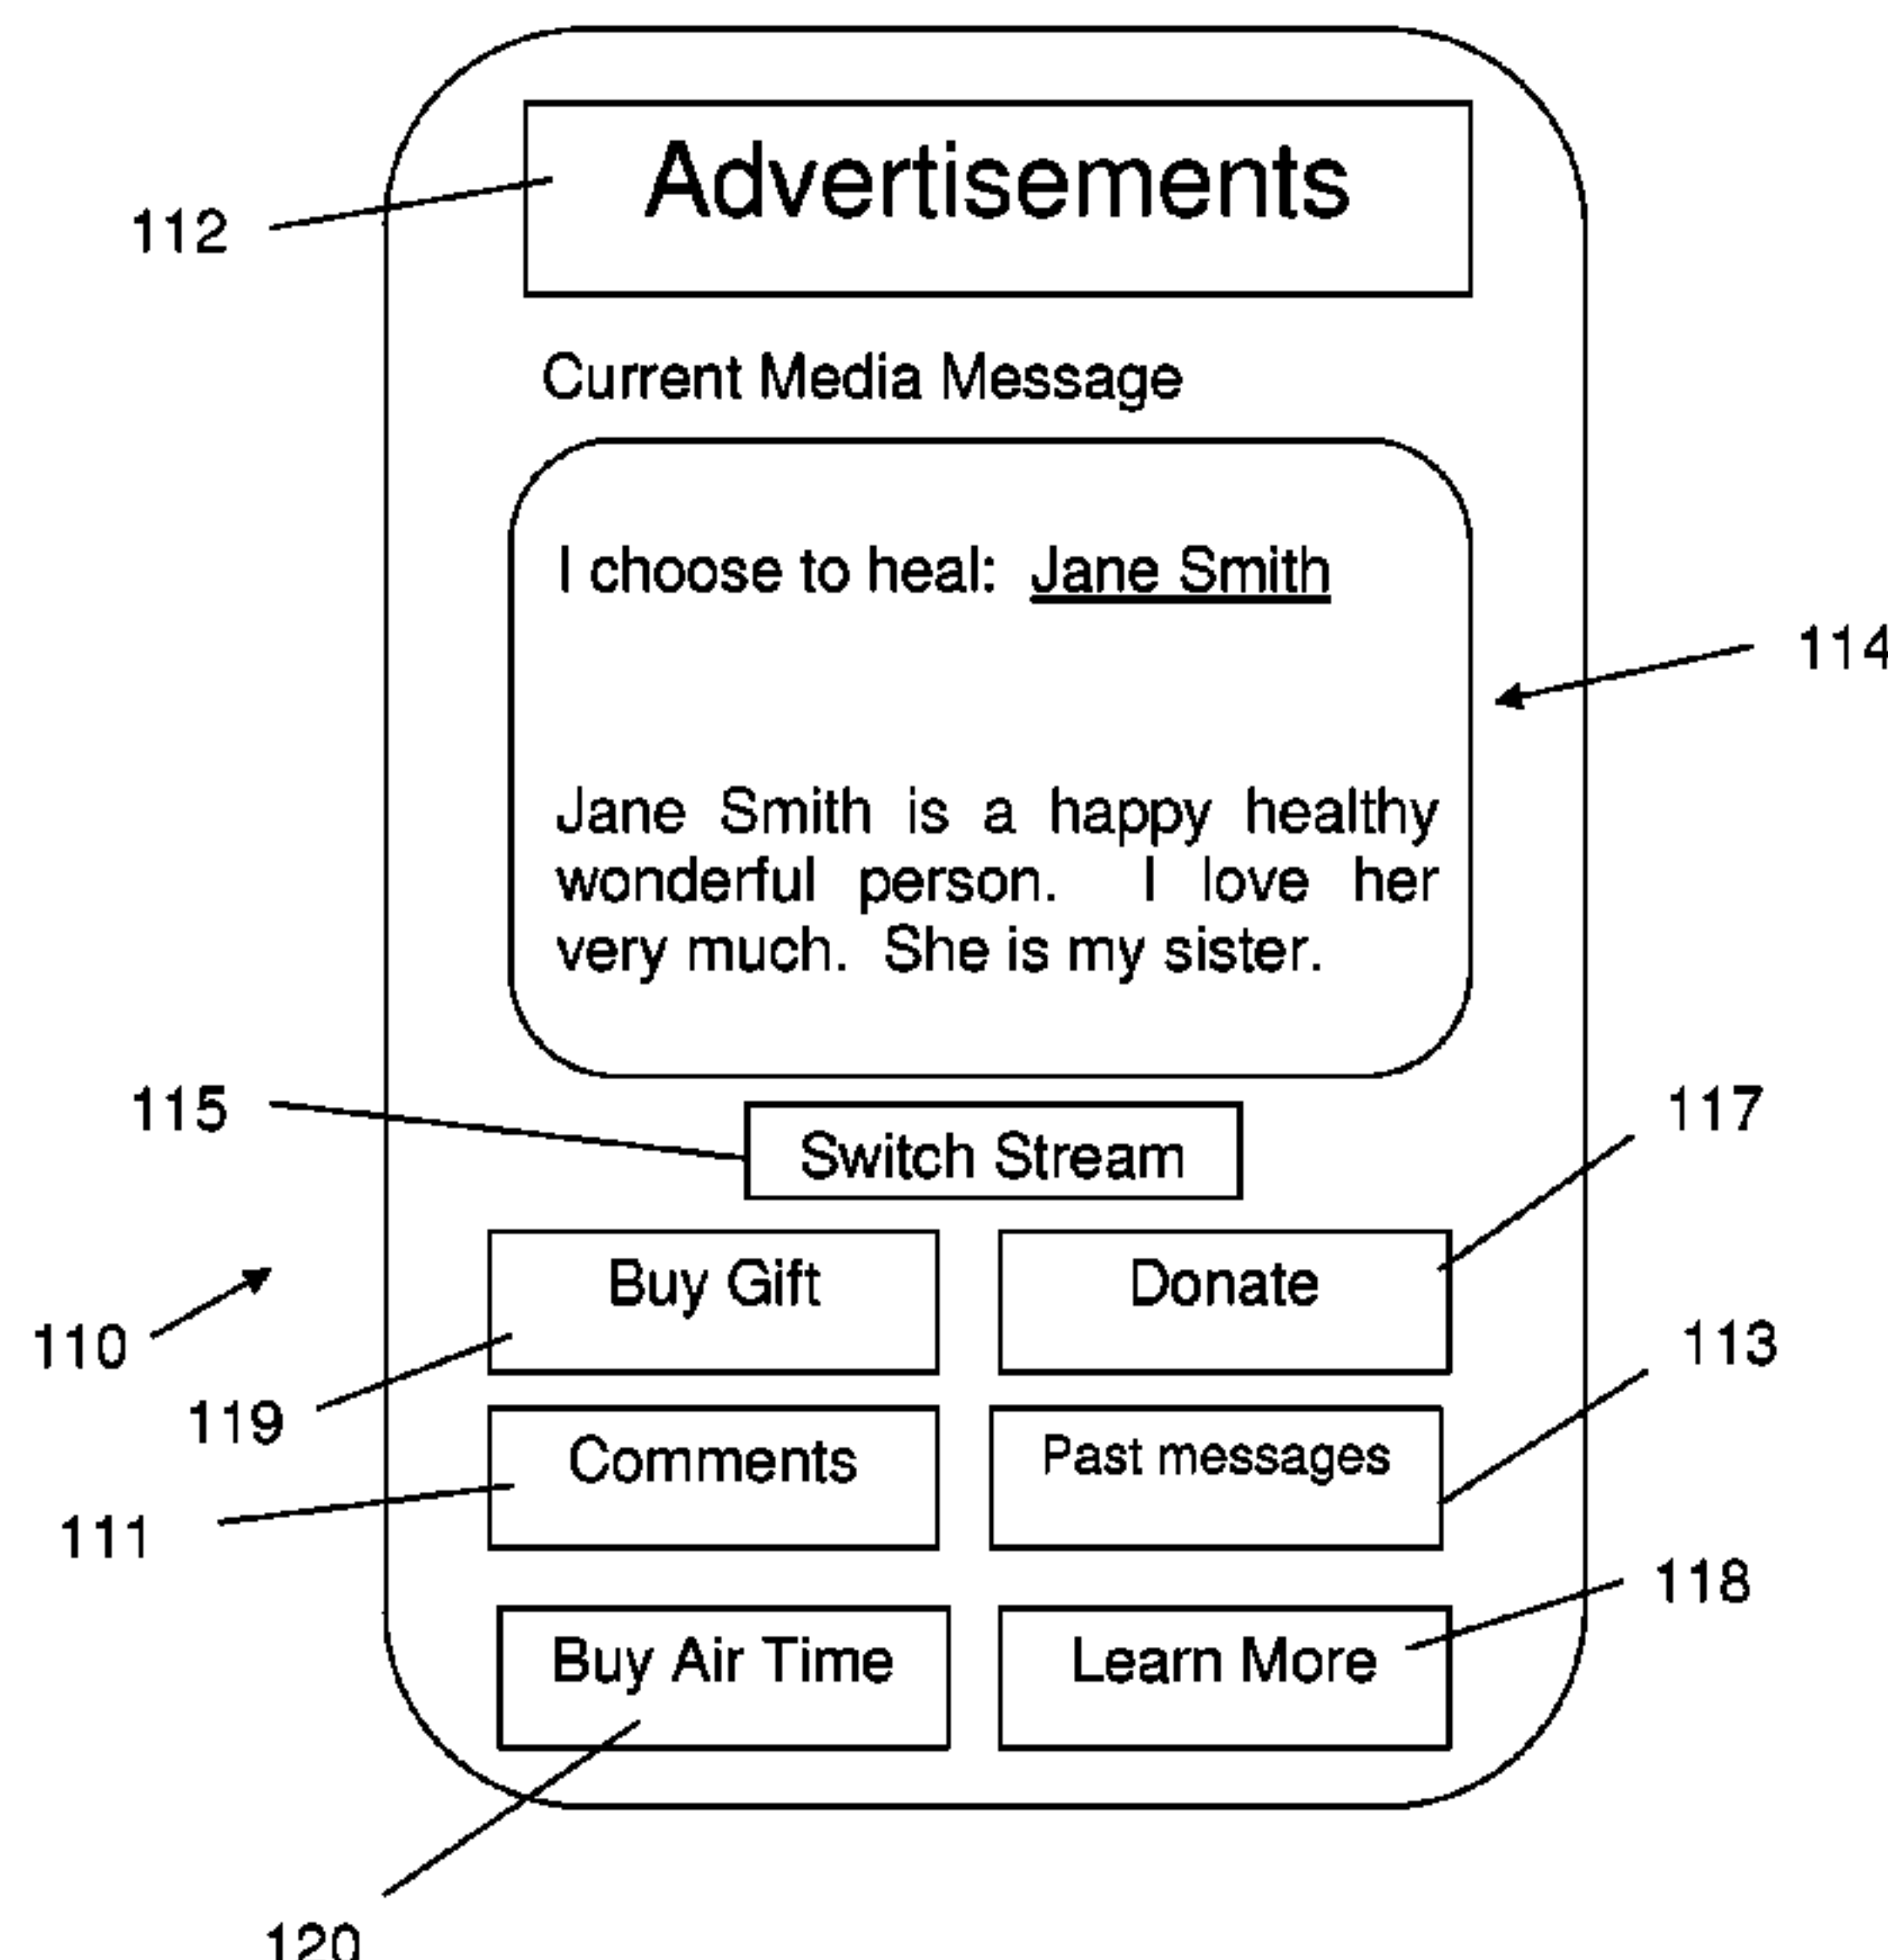 Advertisements
112
Current Media Message
I choose to heal: Jane Smith
114
Jane Smith is a happy healthy
wonderful person. I love her
very much. She is my sister.
115
117
Switch Stream
Buy Gift
Donate
110
113
119
Comments
Past messages
111
118
Buy Air Time
Learn More
120